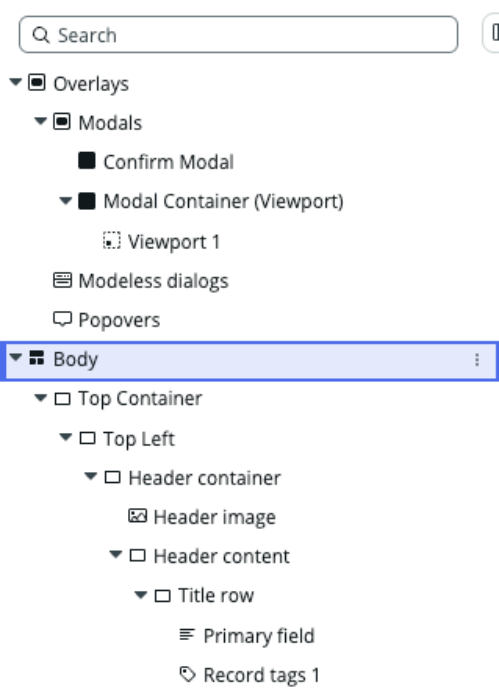 Search
Overlays
Modals
Confirm Modal
Modal Container (Viewport)
Viewport 1
Modeless dialogs
Popovers
Body
Top Container
Top Left
Header container
Header image
Header content
Title row
Primary field
Record tags 1